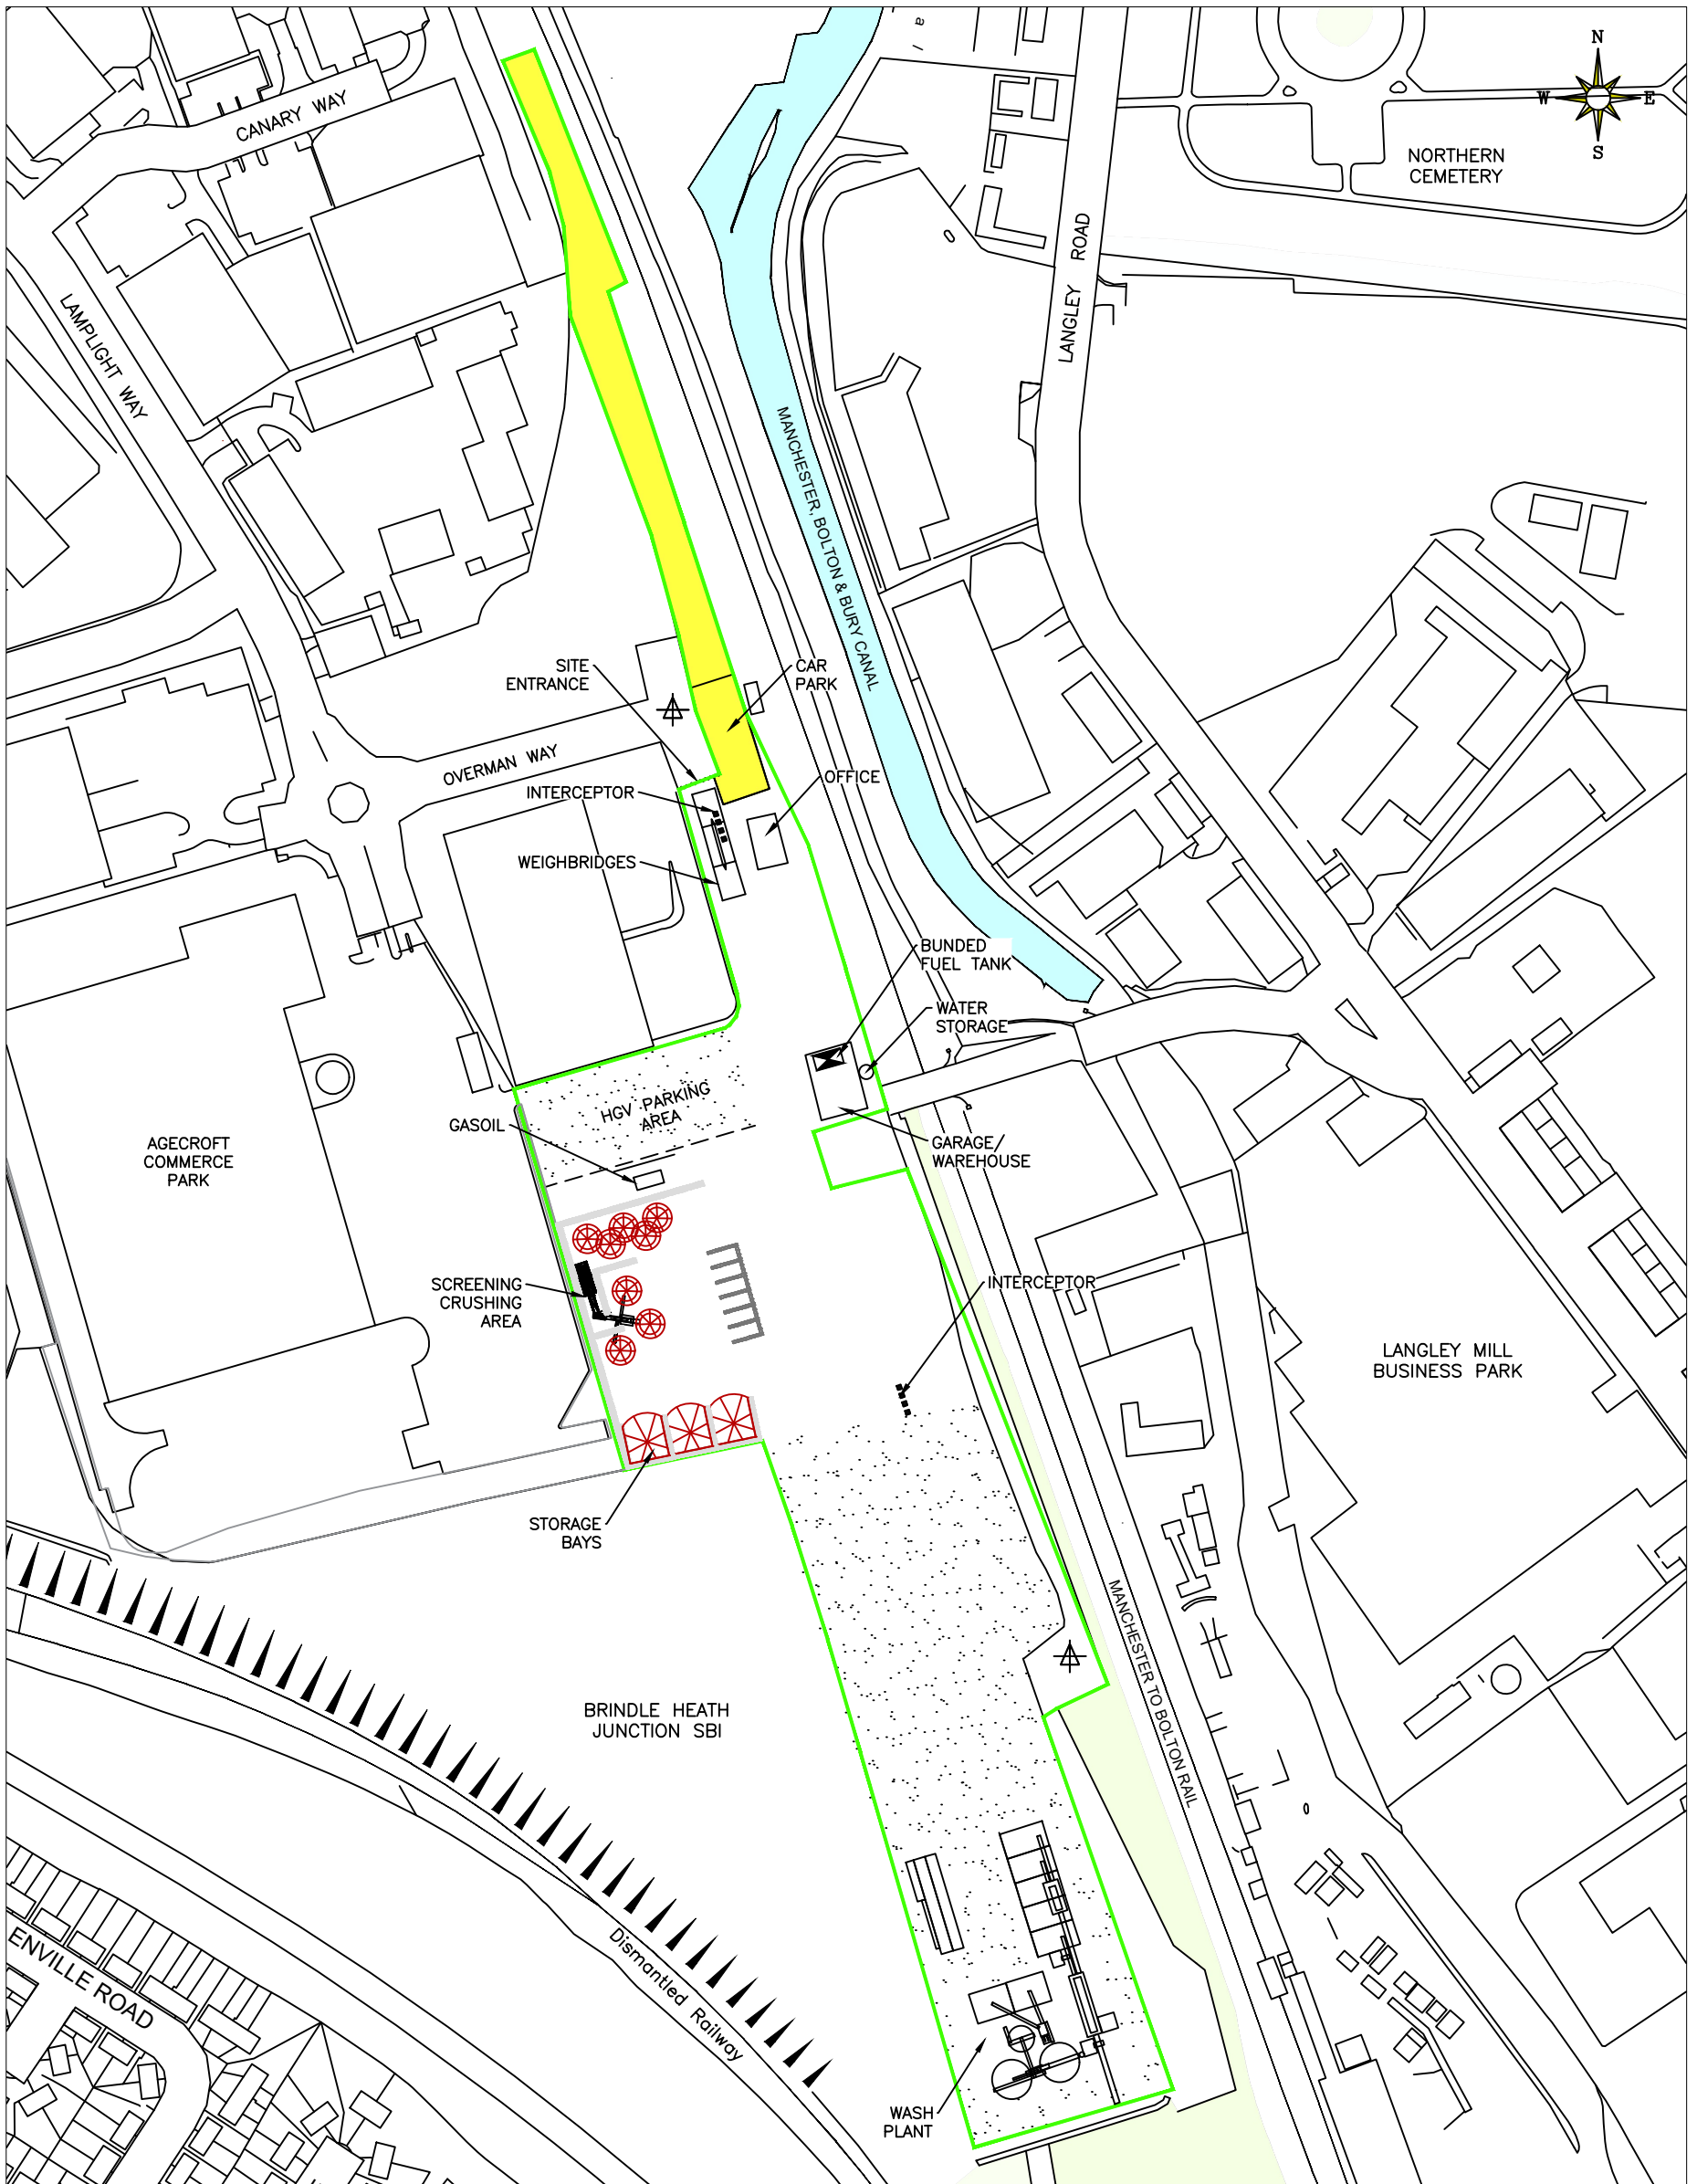 N
W E
S
CANARY WAY
NORTHERN
CEMETERY
LANGLEY ROAD
LAMPLIGHT WAY
MANCHESTER, BOLTON & BURY CANAL
SITE
ENTRANCE
CAR
PARK
OVERMAN WAY
OFFICE
INTERCEPTOR
WEIGHBRIDGES
BUNDED
FUEL TANK
WATER
STORAGE
HGV PARKING
AREA
GASOIL
AGECROFT
COMMERCE
PARK
GARAGE/
WAREHOUSE
SCREENING
CRUSHING
AREA
INTERCEPTOR
LANGLEY MILL
BUSINESS PARK
STORAGE
BAYS
MANCHESTER TO BOLTON RAIL
BRINDLE HEATH
JUNCTION SBI
ENVILLE ROAD
Dismantled Railway
WASH
PLANT